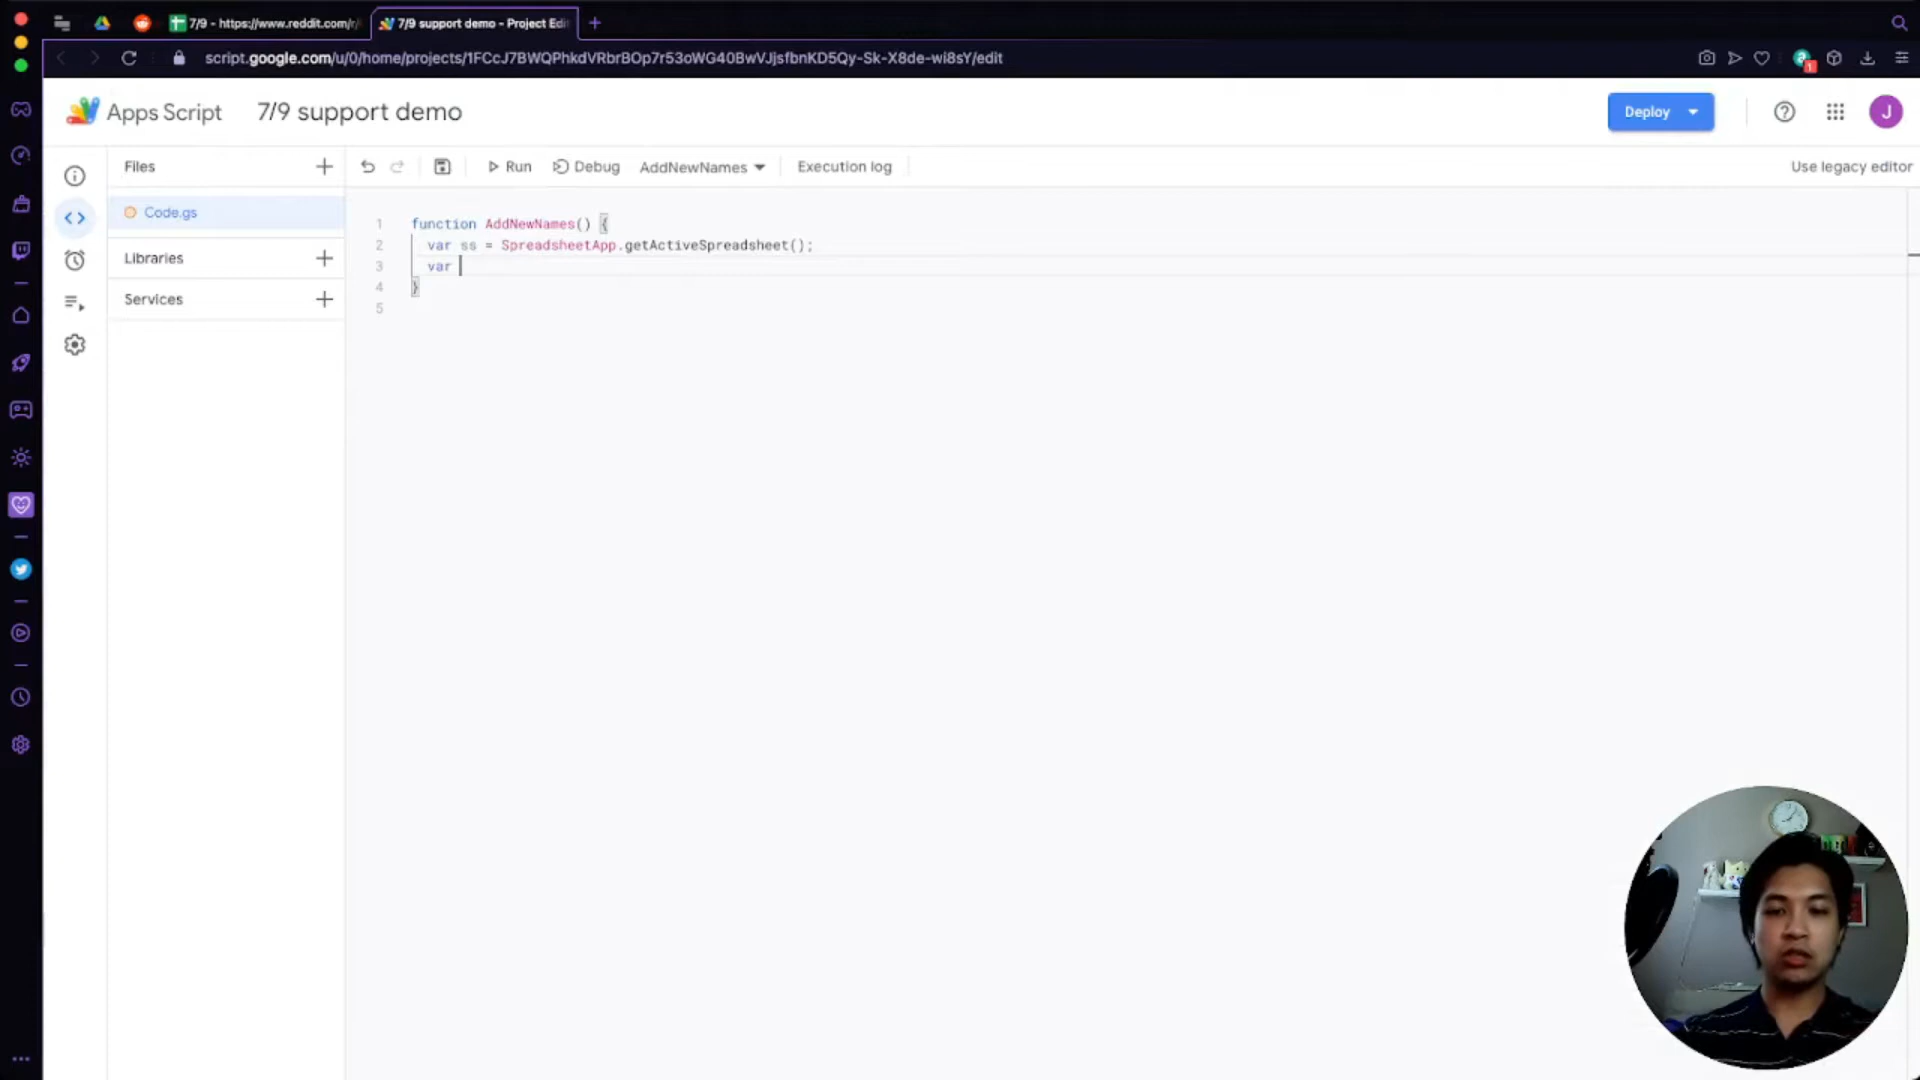 7/9 - https://www.reddit.com/r/
7/9 support demo - Project Edi
script.google.com/u/0/home/projects/1FCcJ7BWQPhkdVRbrBOp7r53oWG40BwVJjsfbnKD5Qy-Sk-X8de-wi8sY/edit
1
Apps Script
7/9 support demo
Deploy
J
Files
Run
Debug
AddNewNames
Execution log
Use legacy editor
Code.gs
Libraries
Services
1 function AddNewNames() {
2 var ss = SpreadsheetApp.getActiveSpreadsheet();
3 var
4 }
5